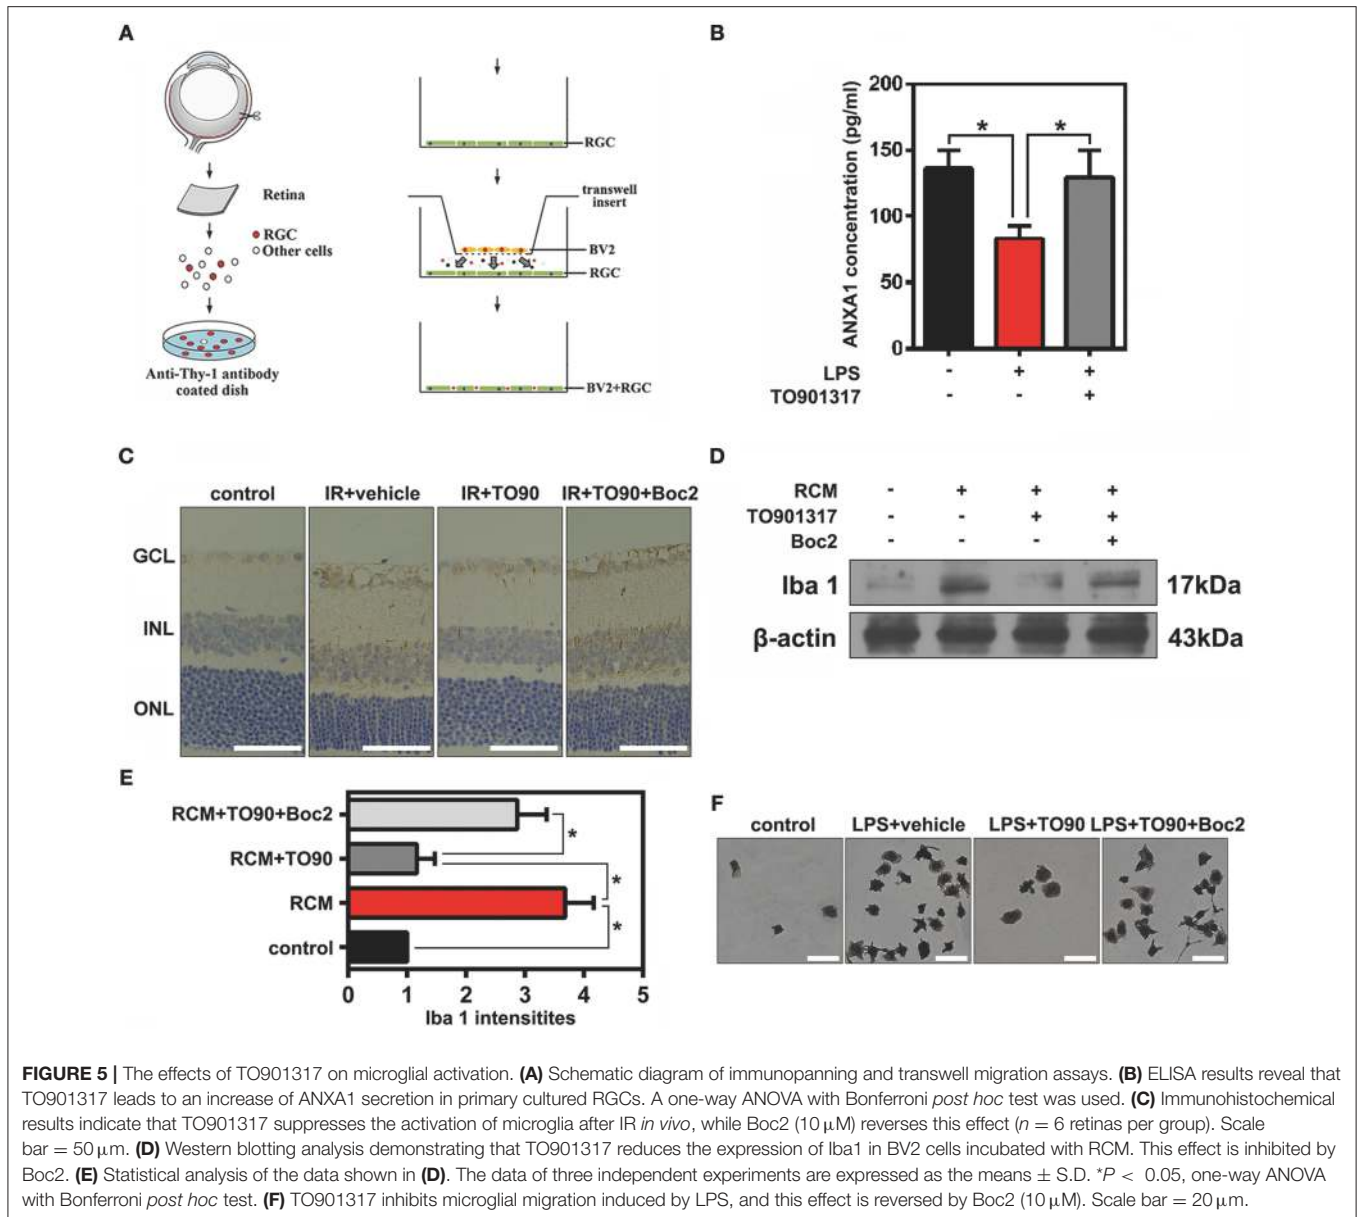 A
Retina
RGC
Other cells
Anti-Thy-1 antibody
coated dish
RGC
transwell
insert
BV2
RGC
BV2+RGC
B
ANXA1 concentration (pg/ml)
200
150
100
50
0
* *
LPS - + +
TO901317 - - +
C
control IR+vehicle IR+TO90 IR+TO90+Boc2
GCL
INL
ONL
D
RCM - + + +
TO901317 - - + +
Boc2 - - - +
Iba 1 17kDa
β-actin 43kDa
E
RCM+TO90+Boc2
*
RCM+TO90
*
RCM
*
control
0 1 2 3 4 5
Iba 1 intensitites
F
control LPS+vehicle LPS+TO90 LPS+TO90+Boc2
FIGURE 5 | The effects of TO901317 on microglial activation. (A) Schematic diagram of immunopanning and transwell migration assays. (B) ELISA results reveal that
TO901317 leads to an increase of ANXA1 secretion in primary cultured RGCs. A one-way ANOVA with Bonferroni post hoc test was used. (C) Immunohistochemical
results indicate that TO901317 suppresses the activation of microglia after IR in vivo, while Boc2 (10 μM) reverses this effect (n = 6 retinas per group). Scale
bar = 50 μm. (D) Western blotting analysis demonstrating that TO901317 reduces the expression of Iba1 in BV2 cells incubated with RCM. This effect is inhibited by
Boc2. (E) Statistical analysis of the data shown in (D). The data of three independent experiments are expressed as the means ± S.D. *P < 0.05, one-way ANOVA
with Bonferroni post hoc test. (F) TO901317 inhibits microglial migration induced by LPS, and this effect is reversed by Boc2 (10 μM). Scale bar = 20 μm.